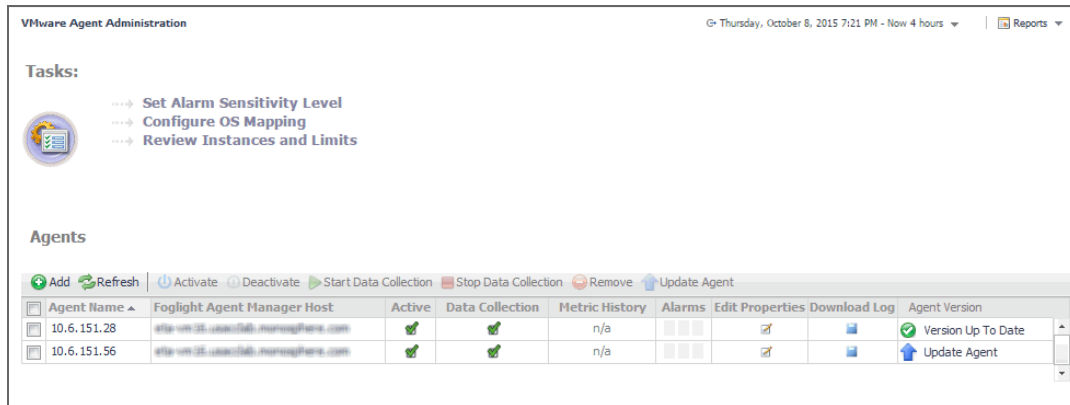 VMware Agent Administration
Thursday, October 8, 2015 7:21 PM - Now 4 hours
Reports
Tasks:
Set Alarm Sensitivity Level
Configure OS Mapping
Review Instances and Limits
Agents
Add Refresh Activate Deactivate Start Data Collection Stop Data Collection Remove Update Agent
Agent Name Foglight Agent Manager Host Active Data Collection Metric History Alarms Edit Properties Download Log Agent Version
10.6.151.28 n/a Version Up To Date
10.6.151.56 n/a Update Agent